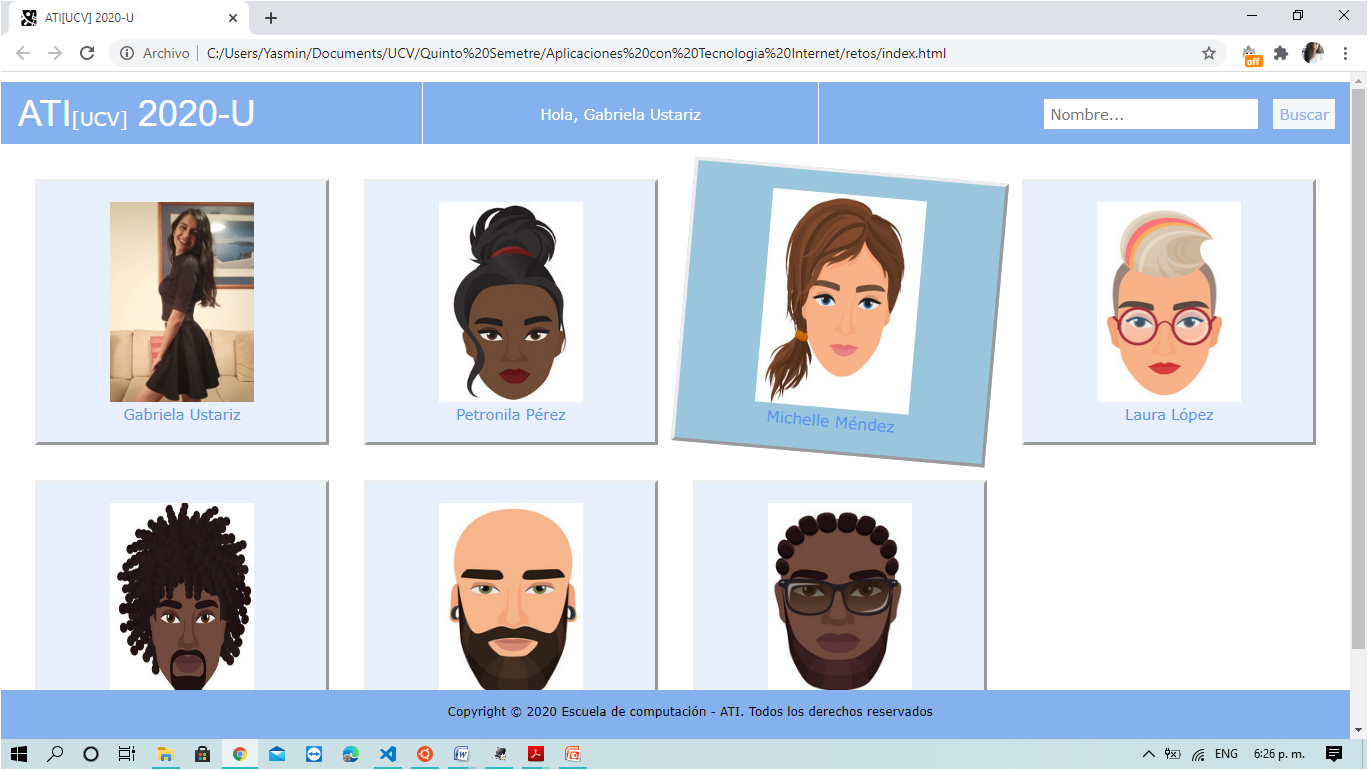 ATI[UCV] 2020-U
Archivo | C:/Users/Yasmin/Documents/UCV/Quinto%20Semetre/Aplicaciones%20con%20Tecnologia%20Internet/retos/index.html
off
ATI[UCV] 2020-U
Hola, Gabriela Ustariz
Nombre...
Buscar
Gabriela Ustariz
Petronila Pérez
Michelle Méndez
Laura López
Copyright © 2020 Escuela de computación - ATI. Todos los derechos reservados
ENG
6:26 p. m.